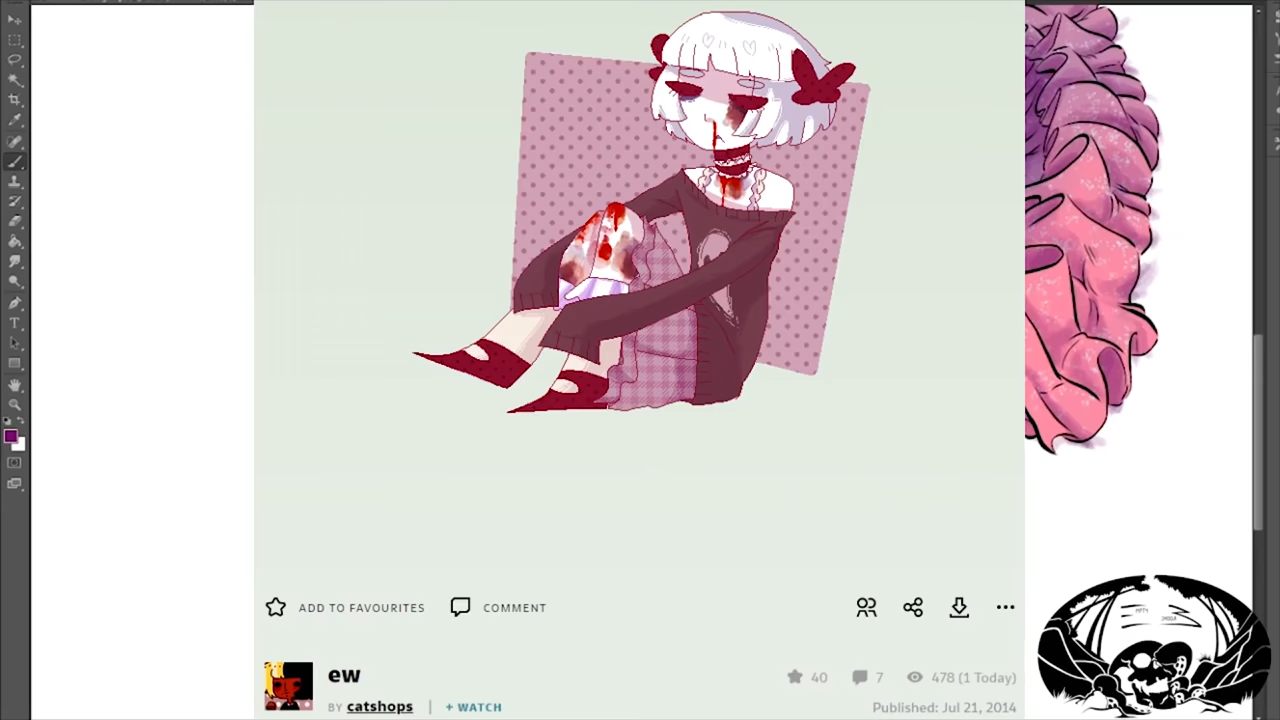 ADD TO FAVOURITES COMMENT
ew
40 7 478 (1 Today)
BY catshops | + WATCH
Published: Jul 21, 2014